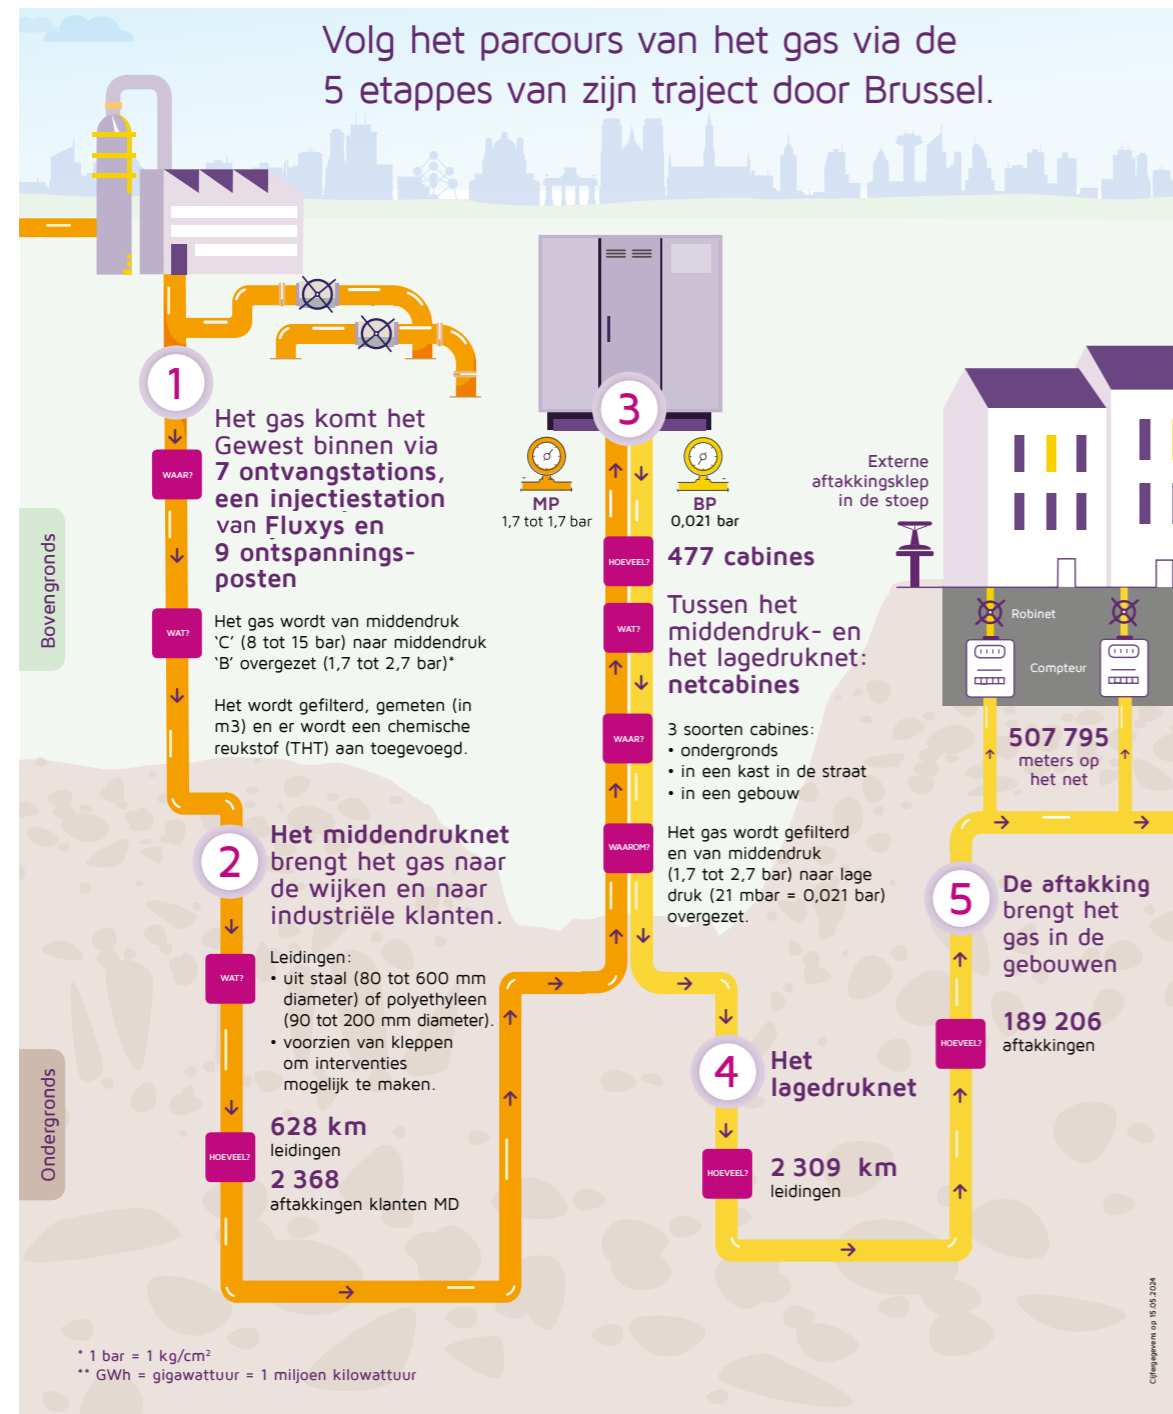 Volg het parcours van het gas via de
5 etappes van zijn traject door Brussel.
1
Het gas komt het
Gewest binnen via
7 ontvangstations,
een injectiestation
van Fluxys en
9 ontspannings-
posten
WAAR?
WAT?
Het gas wordt van middendruk
‘C’ (8 tot 15 bar) naar middendruk
‘B’ overgezet (1,7 tot 2,7 bar)*
Het wordt gefilterd, gemeten (in
m3) en er wordt een chemische
reukstof (THT) aan toegevoegd.
Bovengronds
2
Het middendruknet
brengt het gas naar
de wijken en naar
industriële klanten.
WAT?
Leidingen:
• uit staal (80 tot 600 mm
diameter) of polyethyleen
(90 tot 200 mm diameter).
• voorzien van kleppen
om interventies
mogelijk te maken.
HOEVEEL?
628 km
leidingen
2 368
aftakkingen klanten MD
Ondergronds
3
MP
1,7 tot 1,7 bar
BP
0,021 bar
HOEVEEL?
477 cabines
WAT?
Tussen het
middendruk- en
het lagedruknet:
netcabines
WAAR?
3 soorten cabines:
• ondergronds
• in een kast in de straat
• in een gebouw
WAAROM?
Het gas wordt gefilterd
en van middendruk
(1,7 tot 2,7 bar) naar lage
druk (21 mbar = 0,021 bar)
overgezet.
4
Het
lagedruknet
HOEVEEL?
2 309 km
leidingen
Externe
aftakkingsklep
in de stoep
Robinet
Compteur
507 795
meters op
het net
5
De aftakking
brengt het
gas in de
gebouwen
HOEVEEL?
189 206
aftakkingen
* 1 bar = 1 kg/cm²
** GWh = gigawattuur = 1 miljoen kilowattuur
Cijfergegevens op 15.05.2024